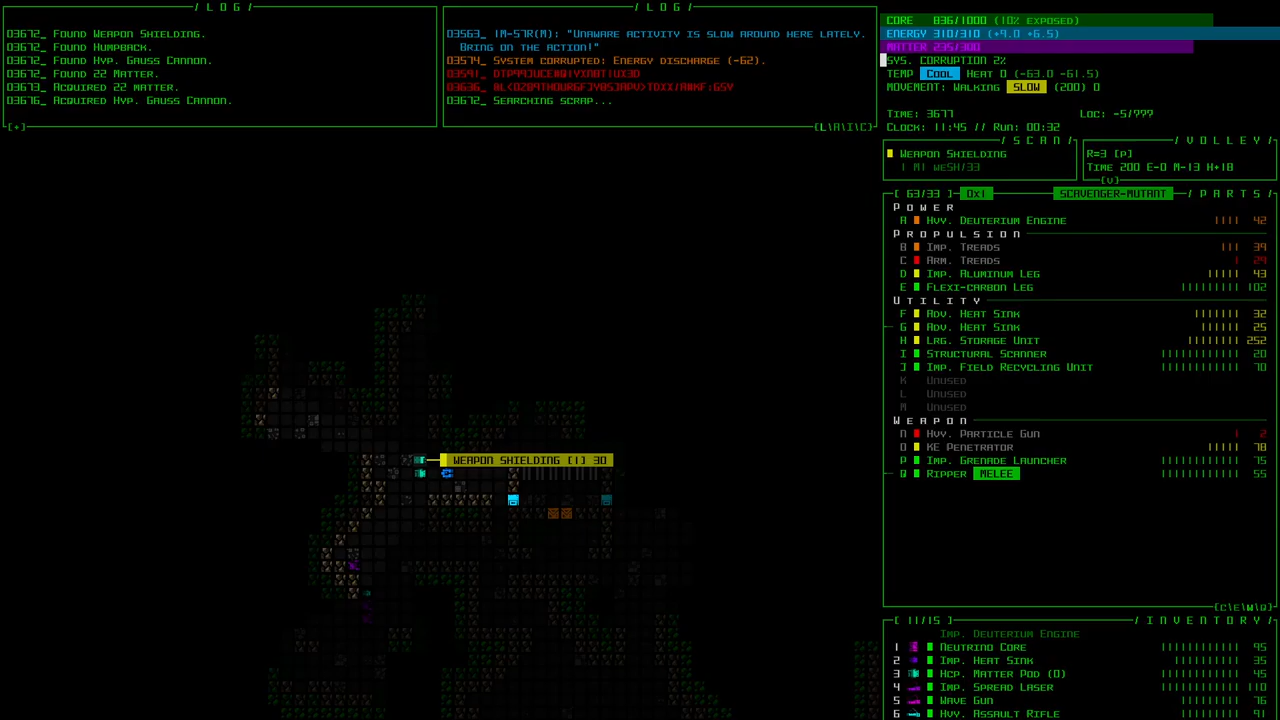 / L O G /
03672_ Found Weapon Shielding.
03672_ Found Humpback.
03672_ Found Hyp. Gauss Cannon.
03672_ Found 22 Matter.
03673_ Acquired 22 matter.
03676_ Acquired Hyp. Gauss Cannon.
[+]
/ L O G /
03563_ 1M-57R(M): "Unaware activity is slow around here lately.
Bring on the action!"
03574_ System corrupted: Energy discharge (-62).
03672_ Searching scrap...
[L\A\I\C]
CORE 836/1000 (10% EXPOSED)
ENERGY 310/310 (+9.0 +6.5)
MATTER 235/300
SYS. CORRUPTION 2%
TEMP Cool HEAT 0 (-63.0 -61.5)
MOVEMENT: Walking SLOW (200) 0
Time: 3677 Loc: -5/???
Clock: 11:45 // Run: 00:32
/ S C A N /
Weapon Shielding
/ V O L L E Y /
R=3 [P]
Time 200 E-0 M-13 H+18
[U]
[ 63/33 ] 0x1 SCAVENGER-MUTANT / P A R T S /
P O W E R
A Hvy. Deuterium Engine 42
P R O P U L S I O N
B Imp. Treads 39
C Arm. Treads 29
D Imp. Aluminum Leg 43
E Flexi-carbon Leg 102
U T I L I T Y
F Adv. Heat Sink 32
G Adv. Heat Sink 25
H Lrg. Storage Unit 252
I Structural Scanner 20
J Imp. Field Recycling Unit 70
K Unused
L Unused
M Unused
W E A P O N
N Hvy. Particle Gun 2
O KE Penetrator 78
P Imp. Grenade Launcher 75
Q Ripper MELEE 55
WEAPON SHIELDING [1] 30
[C\E\W\Q]
[ 11/15 ] / I N V E N T O R Y /
Imp. Deuterium Engine
1 Neutrino Core 95
2 Imp. Heat Sink 35
3 Hcp. Matter Pod (0)
4 Imp. Spread Laser 110
5 Wave Gun 76
6 Hvy. Assault Rifle 91